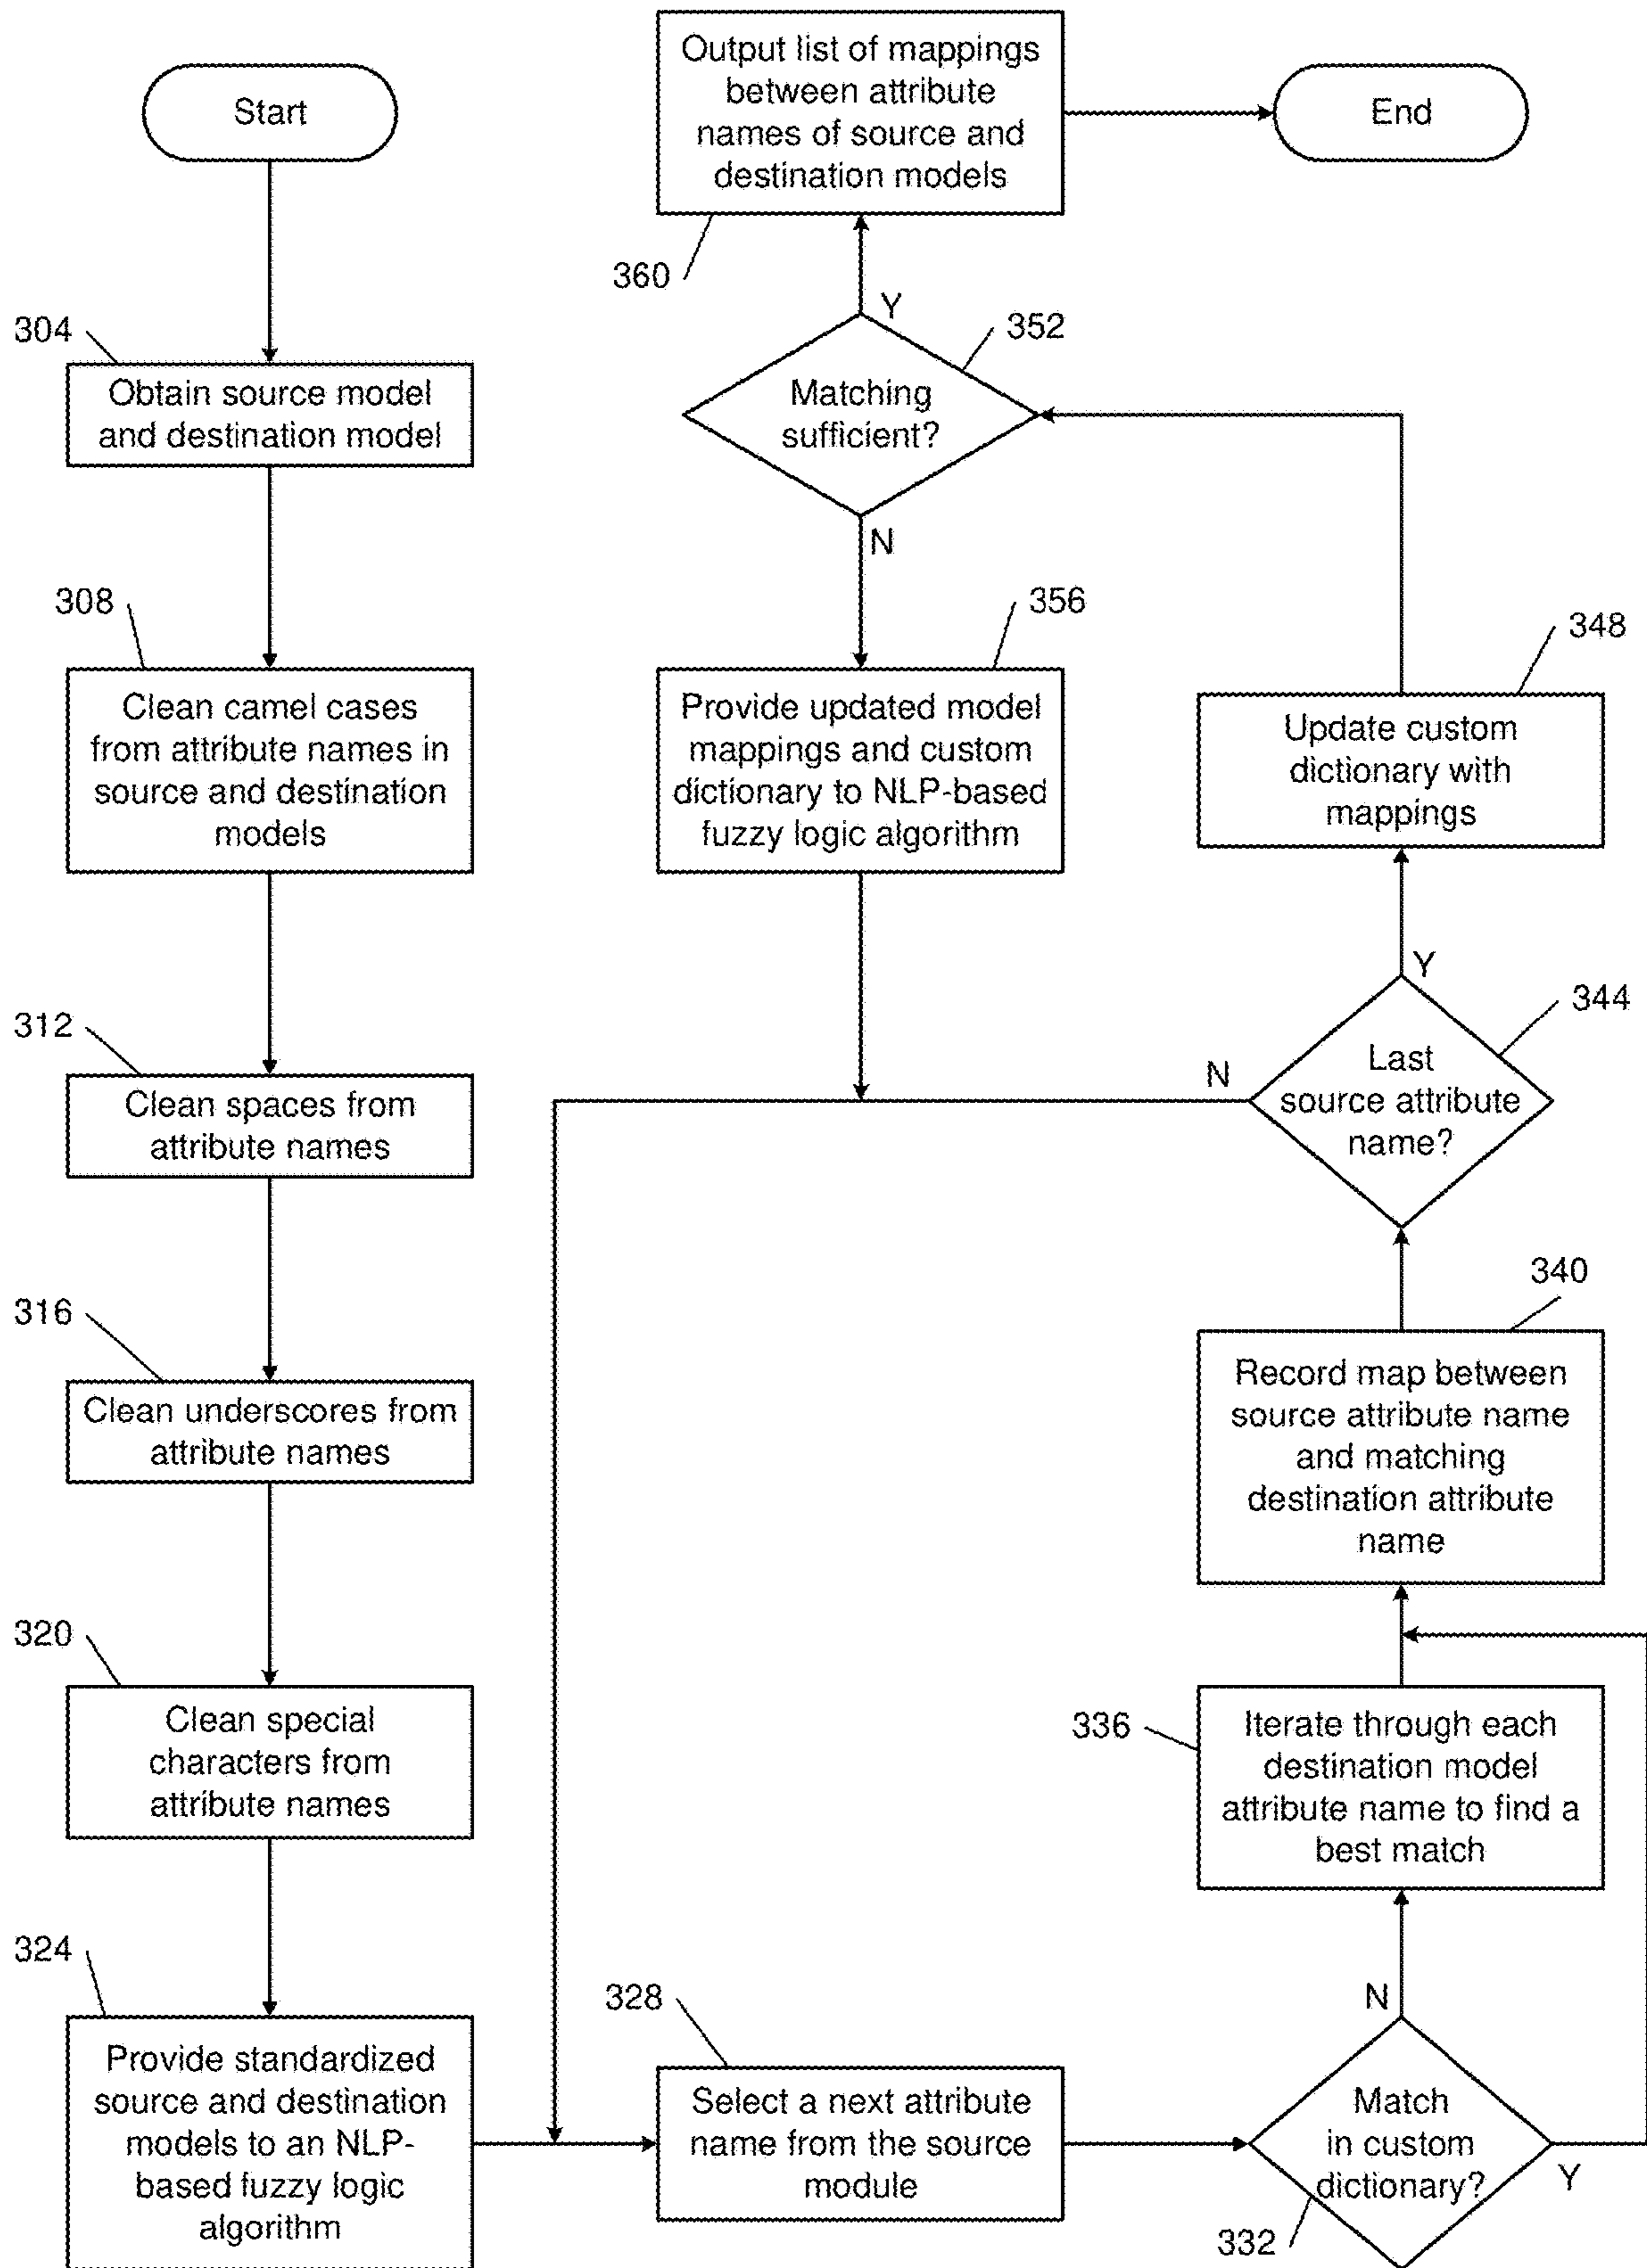 Start
304
Obtain source model
and destination model
308
Clean camel cases
from attribute names in
source and destination
models
312
Clean spaces from
attribute names
316
Clean underscores from
attribute names
320
Clean special
characters from
attribute names
324
Provide standardized
source and destination
models to an NLP-
based fuzzy logic
algorithm
328
Select a next attribute
name from the source
module
Match
in custom
dictionary?
332
Y
N
336
Iterate through each
destination model
attribute name to find a
best match
340
Record map between
source attribute name
and matching
destination attribute
name
344
Last
source attribute
name?
N
Y
348
Update custom
dictionary with
mappings
352
Matching
sufficient?
N
356
Provide updated model
mappings and custom
dictionary to NLP-based
fuzzy logic algorithm
Y
360
Output list of mappings
between attribute
names of source and
destination models
End